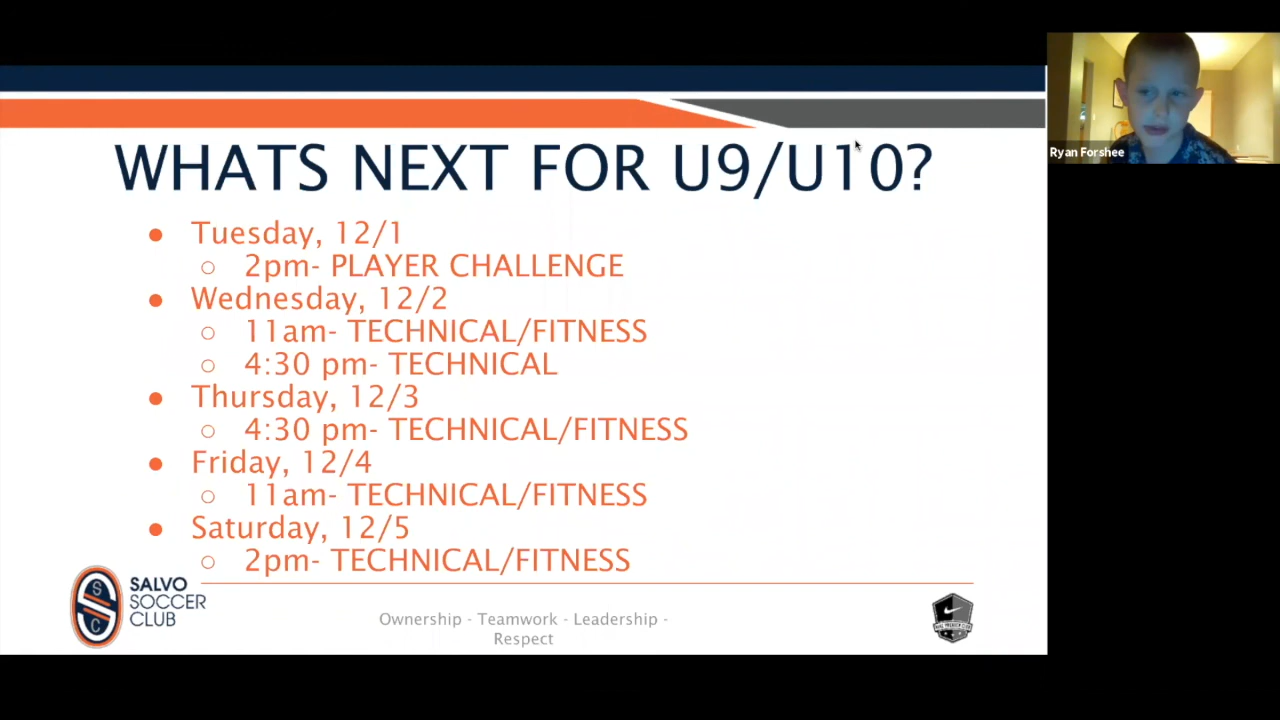 WHATS NEXT FOR U9/U10?
Ryan Forshee
● Tuesday, 12/1
○ 2pm- PLAYER CHALLENGE
● Wednesday, 12/2
○ 11am- TECHNICAL/FITNESS
○ 4:30 pm- TECHNICAL
● Thursday, 12/3
○ 4:30 pm- TECHNICAL/FITNESS
● Friday, 12/4
○ 11am- TECHNICAL/FITNESS
● Saturday, 12/5
○ 2pm- TECHNICAL/FITNESS
S
C
SALVO
SOCCER
CLUB
Ownership - Teamwork - Leadership -
Respect